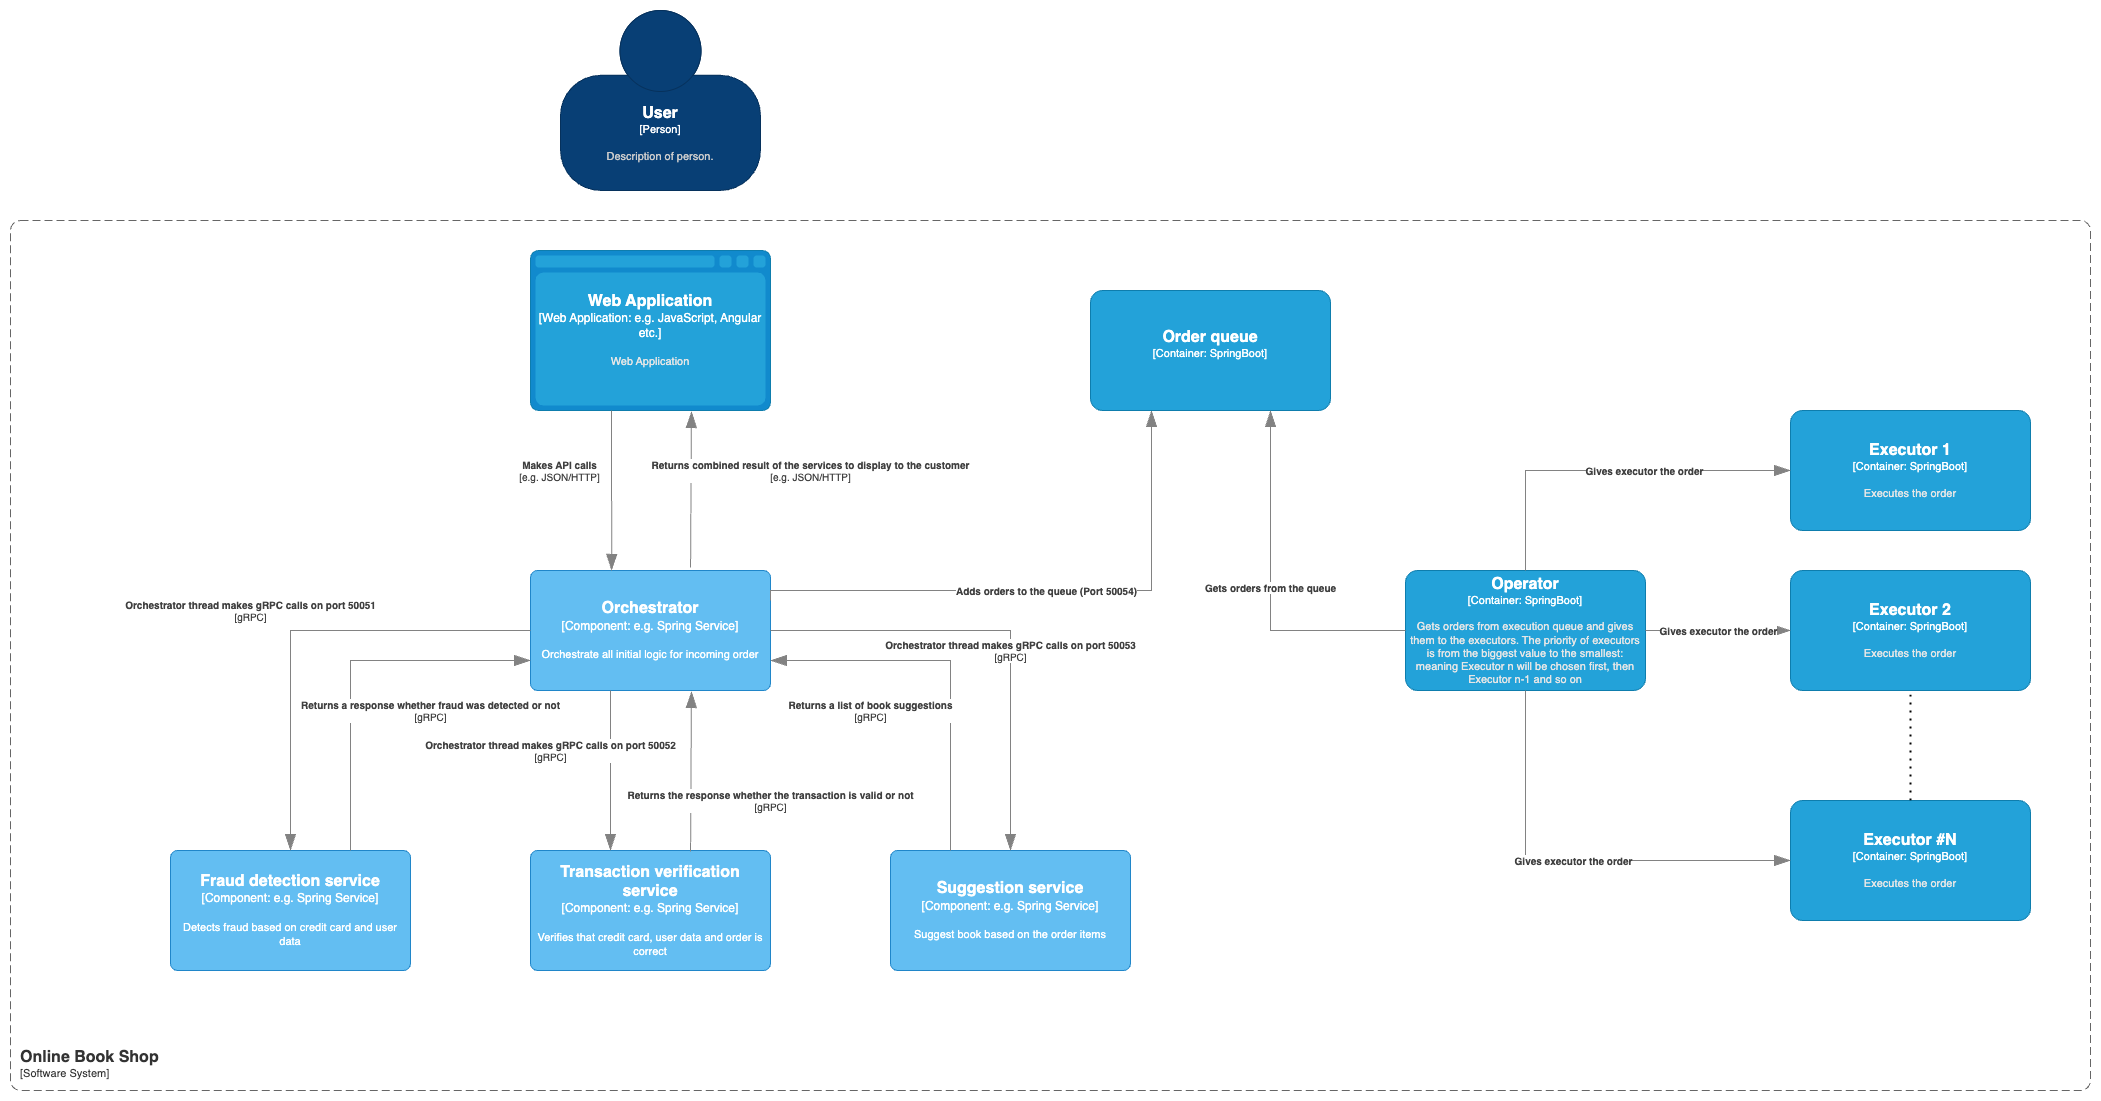 User
[Person]
Description of person.
Web Application
[Web Application: e.g. JavaScript, Angular
etc.]
Web Application
Order queue
[Container: SpringBoot]
Makes API calls
[e.g. JSON/HTTP]
Returns combined result of the services to display to the customer
[e.g. JSON/HTTP]
Executor 1
[Container: SpringBoot]
Executes the order
Gives executor the order
Orchestrator
[Component: e.g. Spring Service]
Orchestrate all initial logic for incoming order
Adds orders to the queue (Port 50054)
Gets orders from the queue
Operator
[Container: SpringBoot]
Gets orders from execution queue and gives
them to the executors. The priority of executors
is from the biggest value to the smallest:
meaning Executor n will be chosen first, then
Executor n-1 and so on
Gives executor the order
Executor 2
[Container: SpringBoot]
Executes the order
Orchestrator thread makes gRPC calls on port 50051
[gRPC]
Orchestrator thread makes gRPC calls on port 50053
[gRPC]
Returns a response whether fraud was detected or not
[gRPC]
Returns a list of book suggestions
[gRPC]
Orchestrator thread makes gRPC calls on port 50052
[gRPC]
Returns the response whether the transaction is valid or not
[gRPC]
Gives executor the order
Executor #N
[Container: SpringBoot]
Executes the order
Fraud detection service
[Component: e.g. Spring Service]
Detects fraud based on credit card and user
data
Transaction verification
service
[Component: e.g. Spring Service]
Verifies that credit card, user data and order is
correct
Suggestion service
[Component: e.g. Spring Service]
Suggest book based on the order items
Online Book Shop
[Software System]